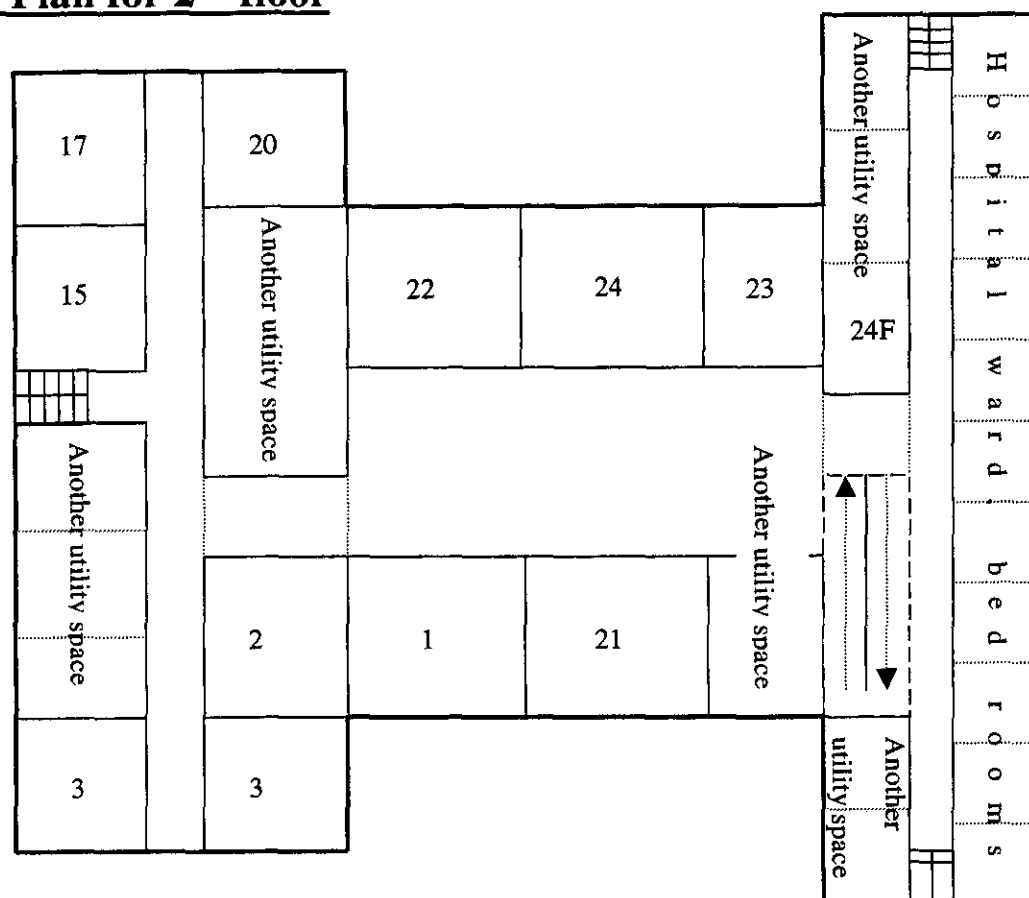 Plan for 2nd floor
17
20
Another utility space
Hospital ward. bed rooms
15
Another utility space
22
24
23
24F
Another utility space
Another utility space
2
1
21
3
3
Another
utility space